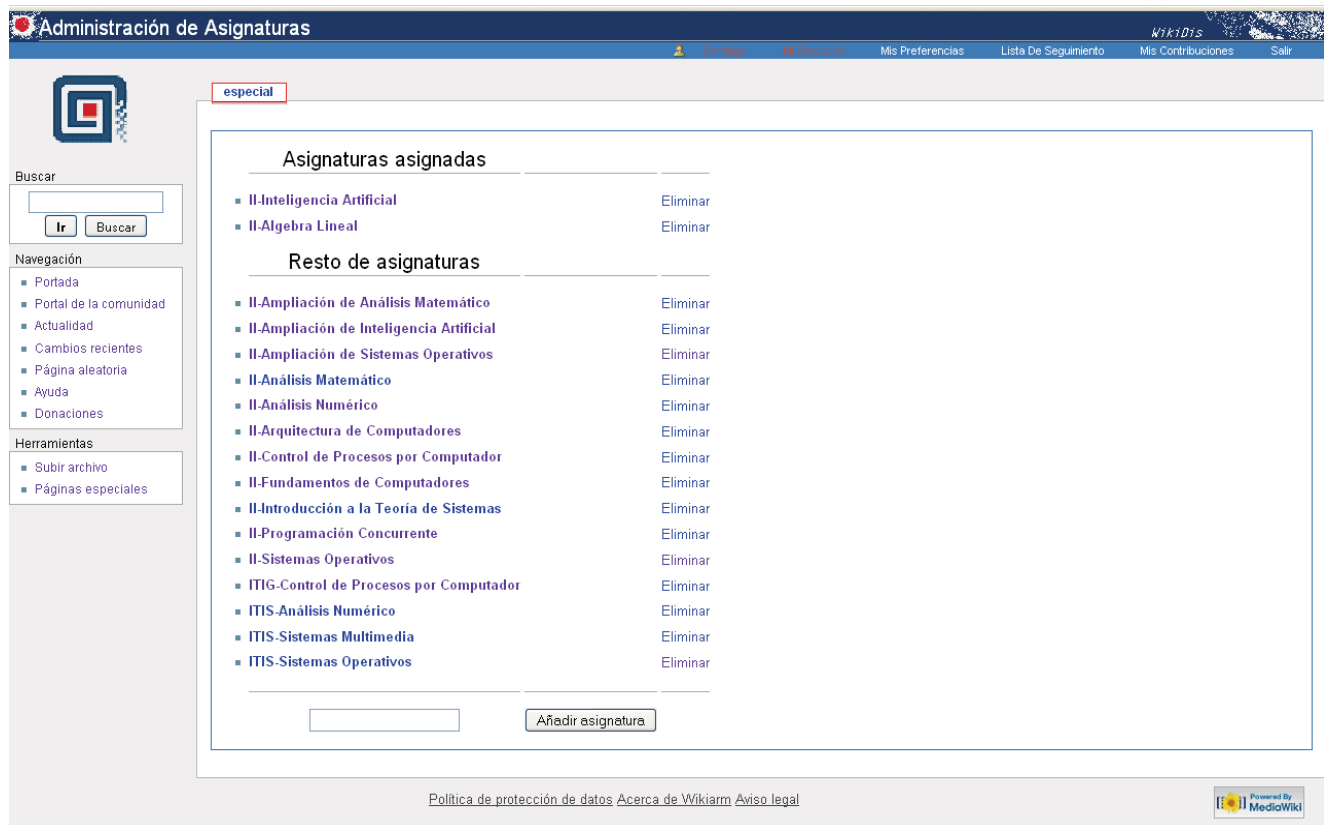 Administración de Asignaturas
WikiDis
Mis Preferencias Lista De Seguimiento Mis Contribuciones Salir
especial
Buscar
Ir Buscar
Navegación
Portada
Portal de la comunidad
Actualidad
Cambios recientes
Página aleatoria
Ayuda
Donaciones
Herramientas
Subir archivo
Páginas especiales
Asignaturas asignadas
II-Inteligencia Artificial Eliminar
II-Algebra Lineal Eliminar
Resto de asignaturas
II-Ampliación de Análisis Matemático Eliminar
II-Ampliación de Inteligencia Artificial Eliminar
II-Ampliación de Sistemas Operativos Eliminar
II-Análisis Matemático Eliminar
II-Análisis Numérico Eliminar
II-Arquitectura de Computadores Eliminar
II-Control de Procesos por Computador Eliminar
II-Fundamentos de Computadores Eliminar
II-Introducción a la Teoría de Sistemas Eliminar
II-Programación Concurrente Eliminar
II-Sistemas Operativos Eliminar
ITIG-Control de Procesos por Computador Eliminar
ITIS-Análisis Numérico Eliminar
ITIS-Sistemas Multimedia Eliminar
ITIS-Sistemas Operativos Eliminar
Añadir asignatura
Política de protección de datos Acerca de Wikiarm Aviso legal
Powered By
MediaWiki